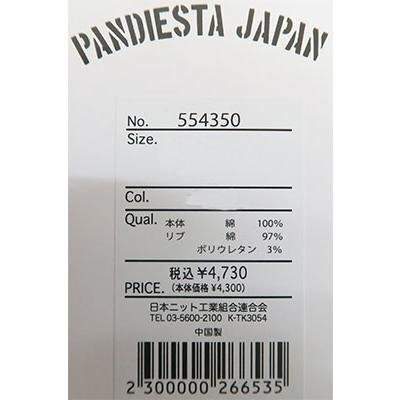 PANDIESTA JAPAN
No. 554350
Size.
Col.
Qual. 本体 綿 100%
リブ 綿 97%
ポリウレタン 3%
税込 ¥4,730
PRICE. (本体価格 ¥4,300)
日本ニット工業組合連合会
TEL 03-5600-2100 K-TK3054
中国製
2 300000 266535